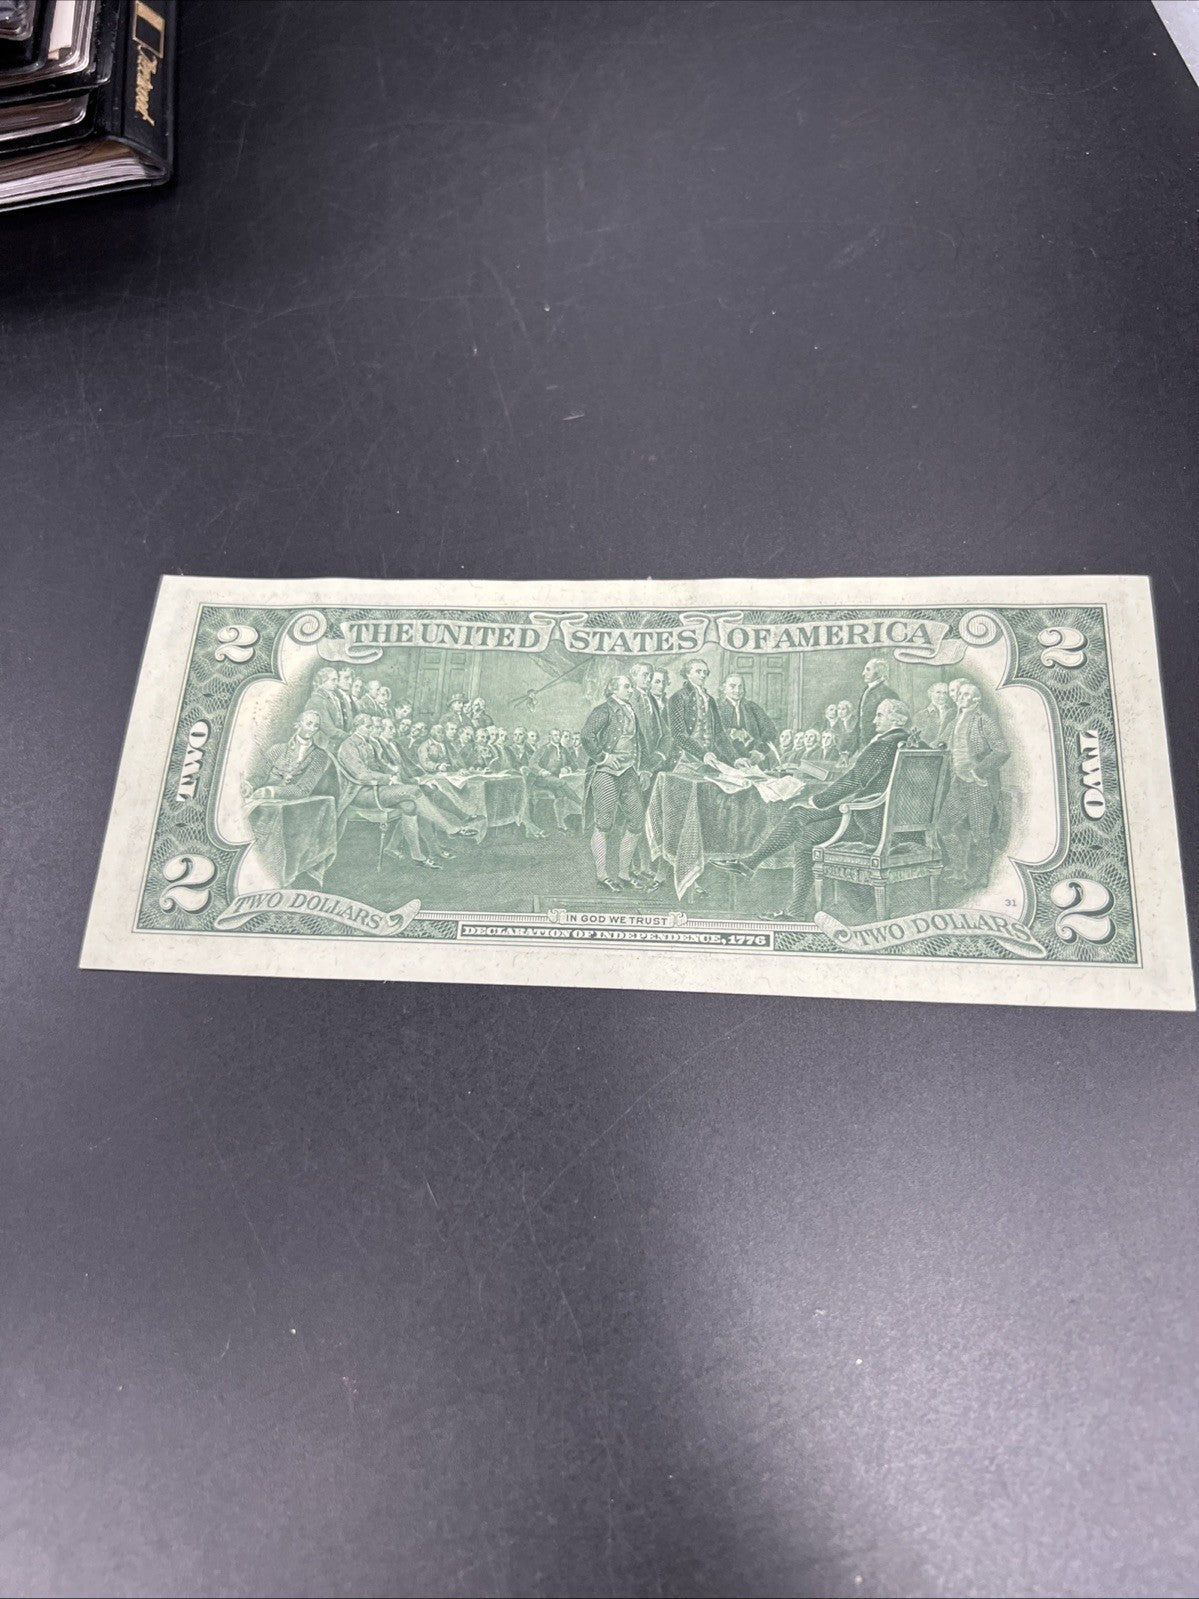 Fleetwood
THE UNITED STATES OF AMERICA
2
2
TWO
TWO
2
2
TWO DOLLARS
31
TWO DOLLARS
IN GOD WE TRUST
DECLARATION OF INDEPENDENCE, 1776